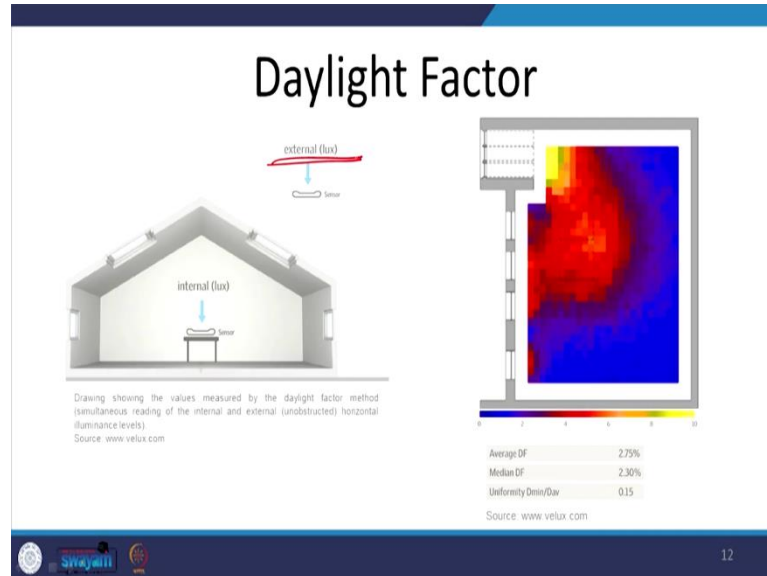 Daylight Factor
external (lux)
Sensor
internal (lux)
Sensor
Drawing showing the values measured by the daylight factor method
(simultaneous reading of the internal and external (unobstructed) horizontal
illuminance levels)
Source: www.velux.com
0 2 4 6 8 10
Average DF 2.75%
Median DF 2.30%
Uniformity Dmin/Dav 0.15
Source: www.velux.com
swayam
12